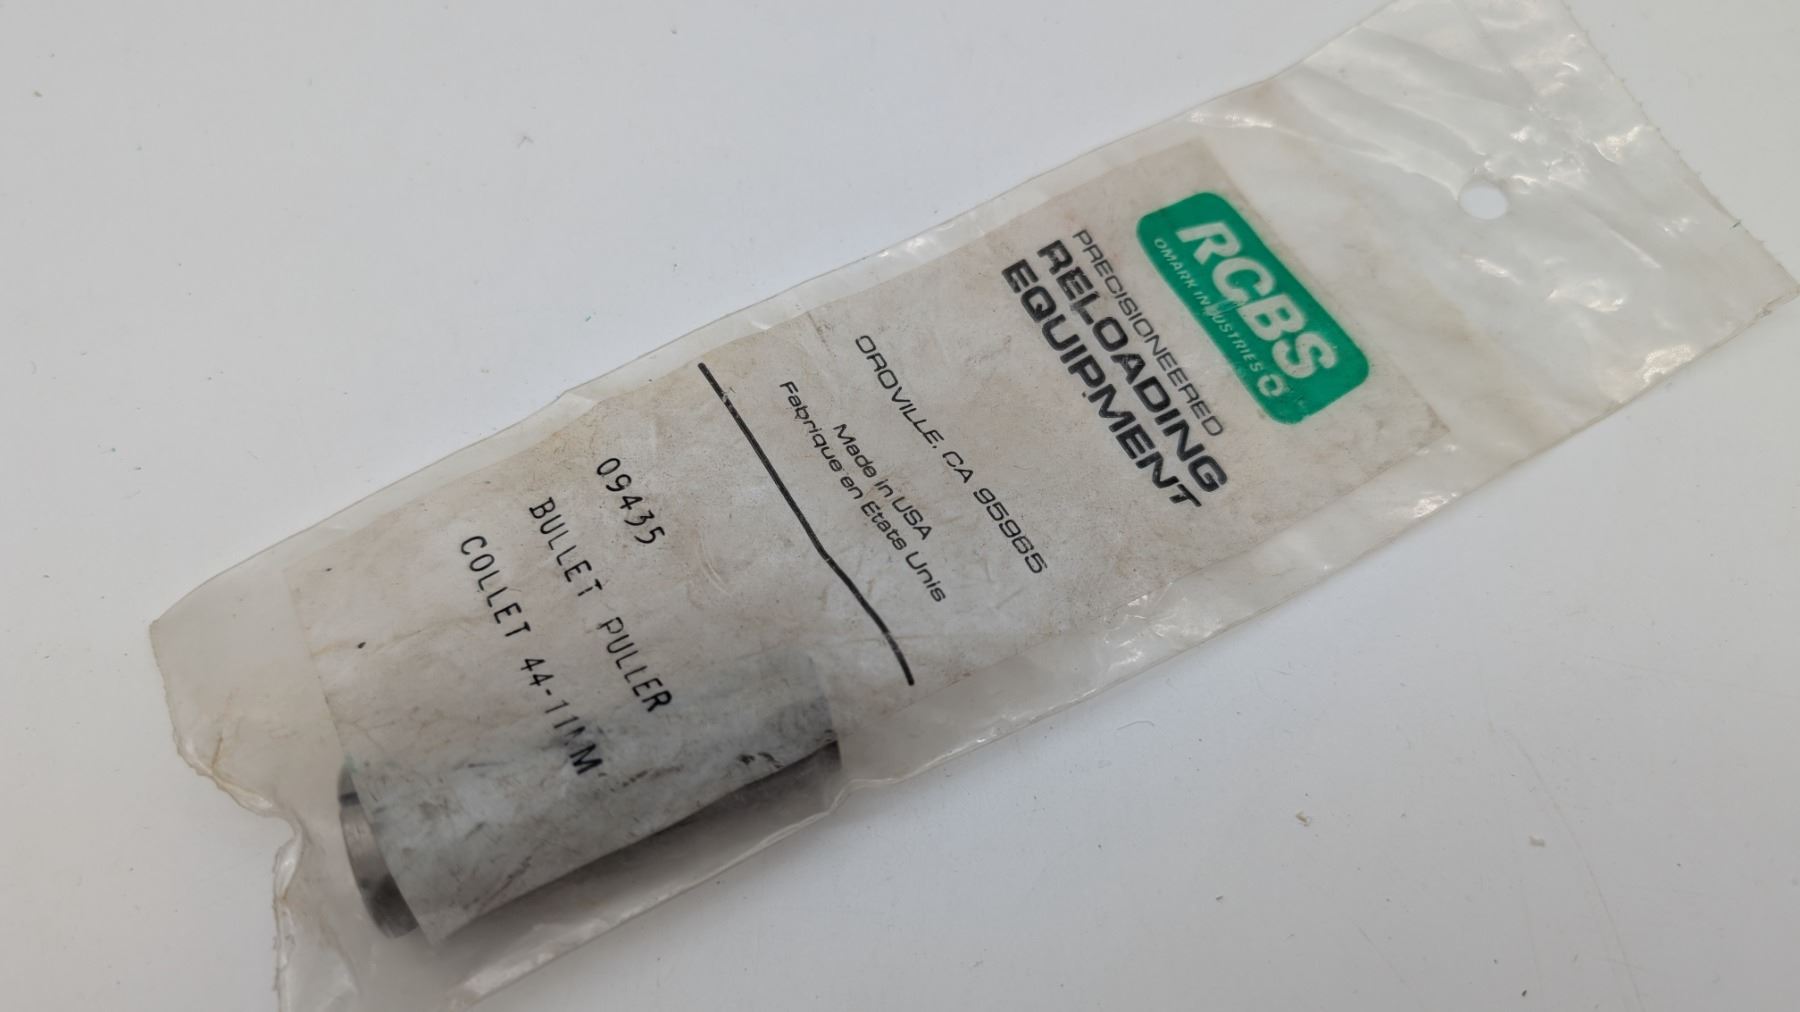 RCBS
OMARK INDUSTRIES
PRECISIONEERED
RELOADING
EQUIPMENT
OROVILLE, CA 95965
Made in USA
Fabrique en Etats Unis
09435
BULLET PULLER
COLLET 44-11MM